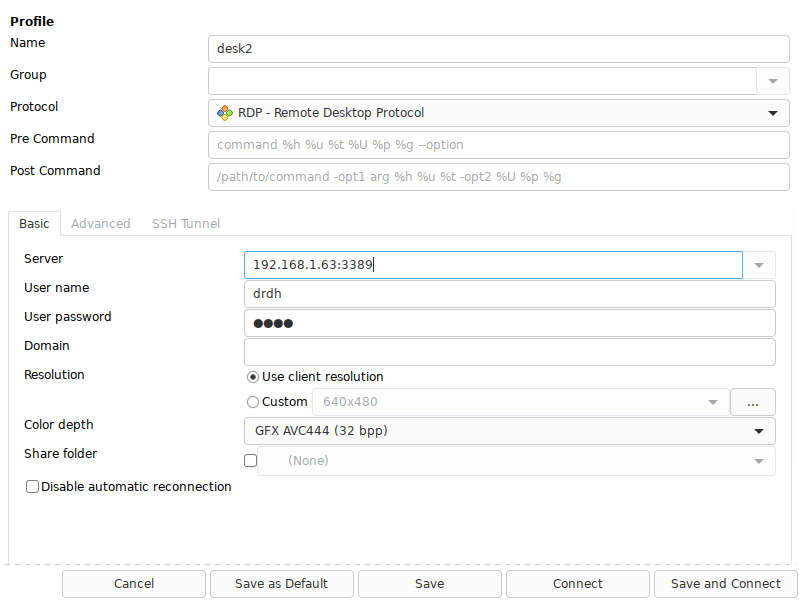 Profile
Name desk2
Group
Protocol RDP - Remote Desktop Protocol
Pre Command command %h %u %t %U %p %g --option
Post Command /path/to/command -opt1 arg %h %u %t -opt2 %U %p %g
Basic Advanced SSH Tunnel
Server 192.168.1.63:3389
User name drdh
User password ●●●●
Domain
Resolution Use client resolution
Custom 640x480 ...
Color depth GFX AVC444 (32 bpp)
Share folder (None)
Disable automatic reconnection
Cancel Save as Default Save Connect Save and Connect